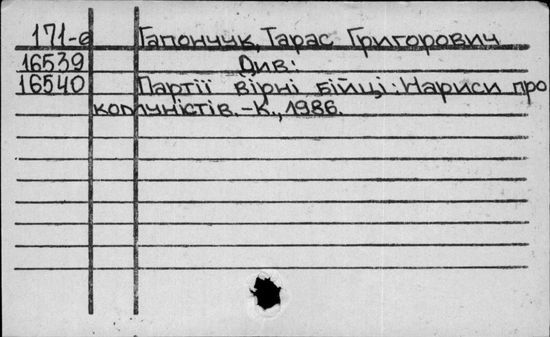 171-е Гапончук, Тарас Григорович
16539 Див:
16540 Партії вірні бійці: Нариси про
комуністів. -К., 1986.